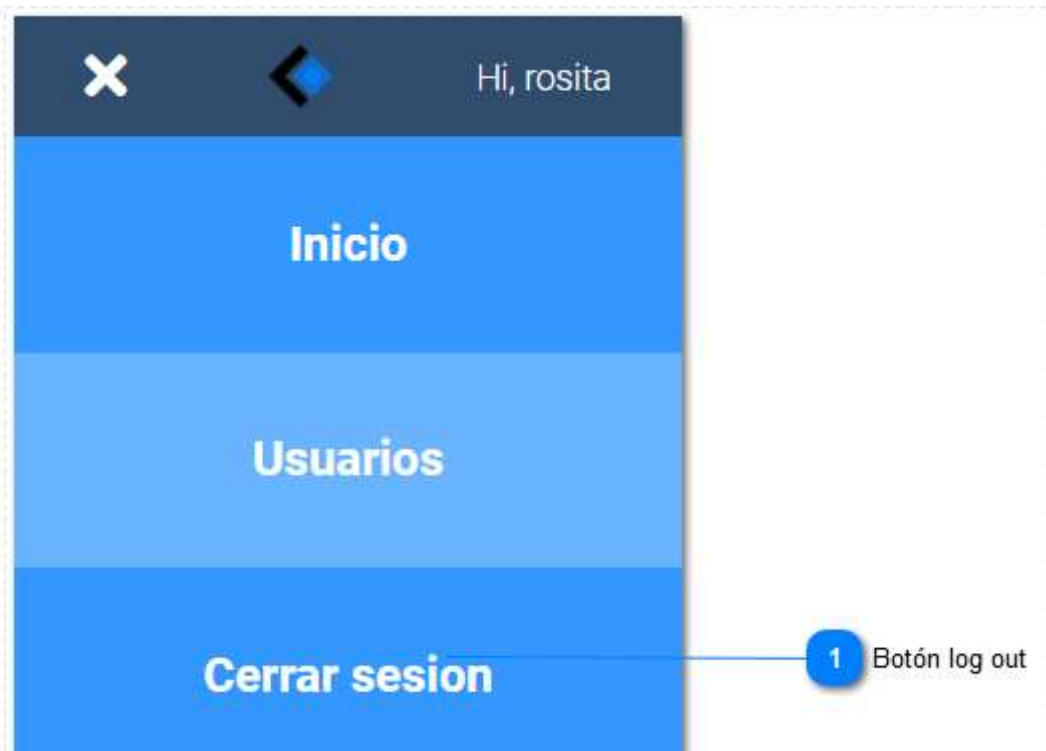 Hi, rosita
Inicio
Usuarios
Cerrar sesion
1 Botón log out